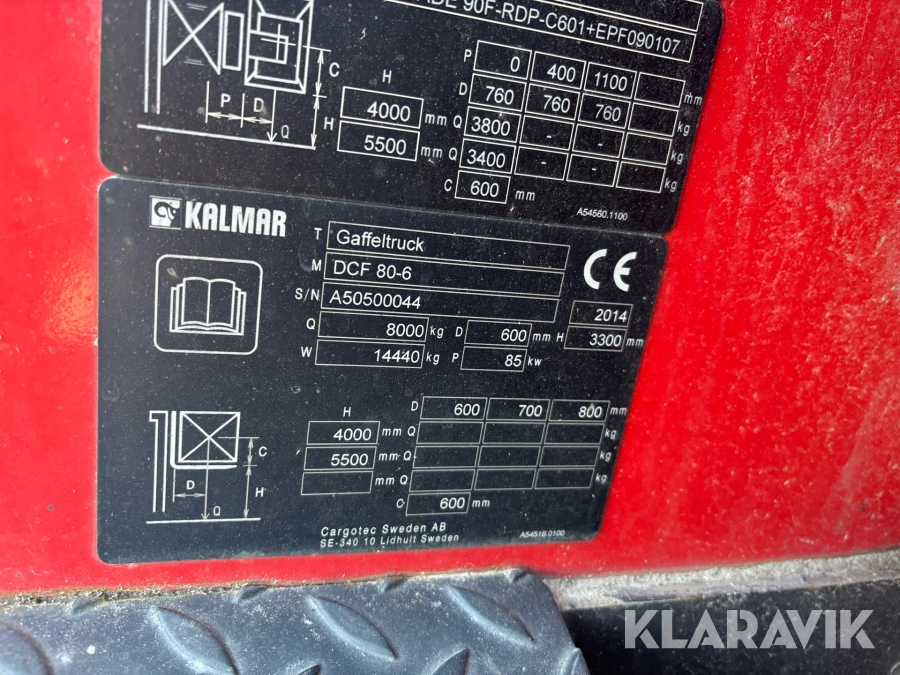 90F-RDP-C601+EPF090107
C
H
P D
Q
H
4000 mm Q
5500 mm Q
P 0 400 1100 mm
D 760 760 760 kg
3800 - - kg
3400 - -
C 600 mm
A54560.1100
KALMAR
T Gaffeltruck
M DCF 80-6
S/N A50500044
CE
2014
Q 8000 kg D 600 mm H 3300 mm
W 14440 kg P 85 kw
H
4000 mm Q
5500 mm Q
mm
D 600 700 800 mm
kg
kg
kg
C 600 mm
C
D H
Q
Cargotec Sweden AB
SE-340 10 Lidhult Sweden
A54518.0100
KLARAVIK